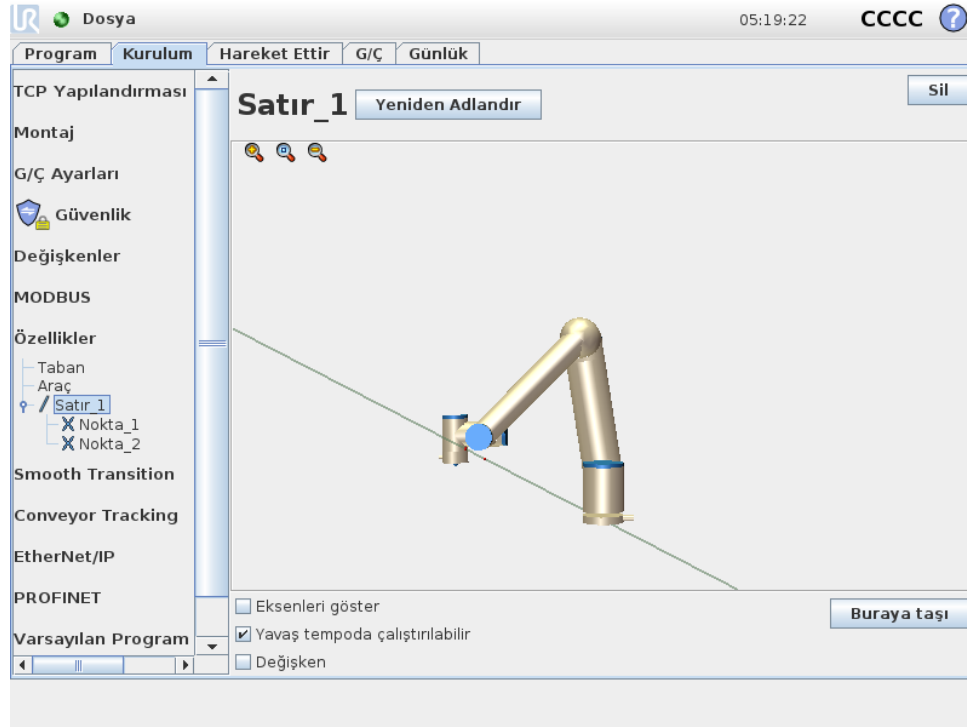 UR Dosya 05:19:22 CCCC ?
Program Kurulum Hareket Ettir G/Ç Günlük
TCP Yapılandırması
Montaj
G/Ç Ayarları
Güvenlik
Değişkenler
MODBUS
Özellikler
Taban
Araç
Satır_1
Nokta_1
Nokta_2
Smooth Transition
Conveyor Tracking
EtherNet/IP
PROFINET
Varsayılan Program
Satır_1 Yeniden Adlandır Sil
Eksenleri göster
Yavaş tempoda çalıştırılabilir
Değişken
Buraya taşı